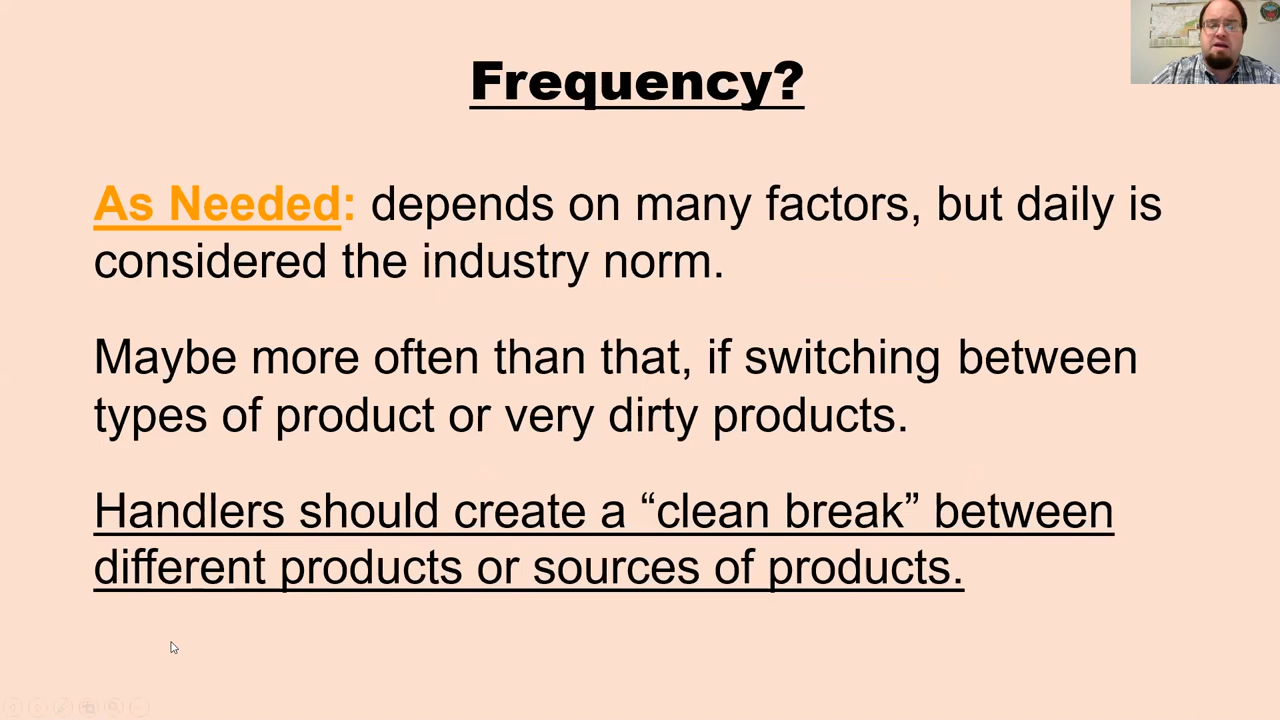 Frequency?
As Needed: depends on many factors, but daily is
considered the industry norm.
Maybe more often than that, if switching between
types of product or very dirty products.
Handlers should create a “clean break” between
different products or sources of products.